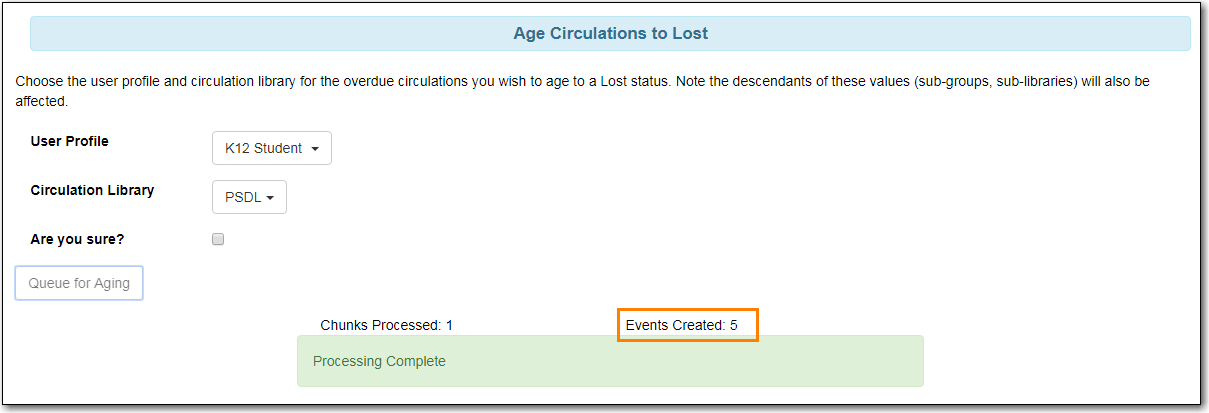 Age Circulations to Lost
Choose the user profile and circulation library for the overdue circulations you wish to age to a Lost status. Note the descendants of these values (sub-groups, sub-libraries) will also be
affected.
User Profile
K12 Student
Circulation Library
PSDL
Are you sure?
Queue for Aging
Chunks Processed: 1
Events Created: 5
Processing Complete